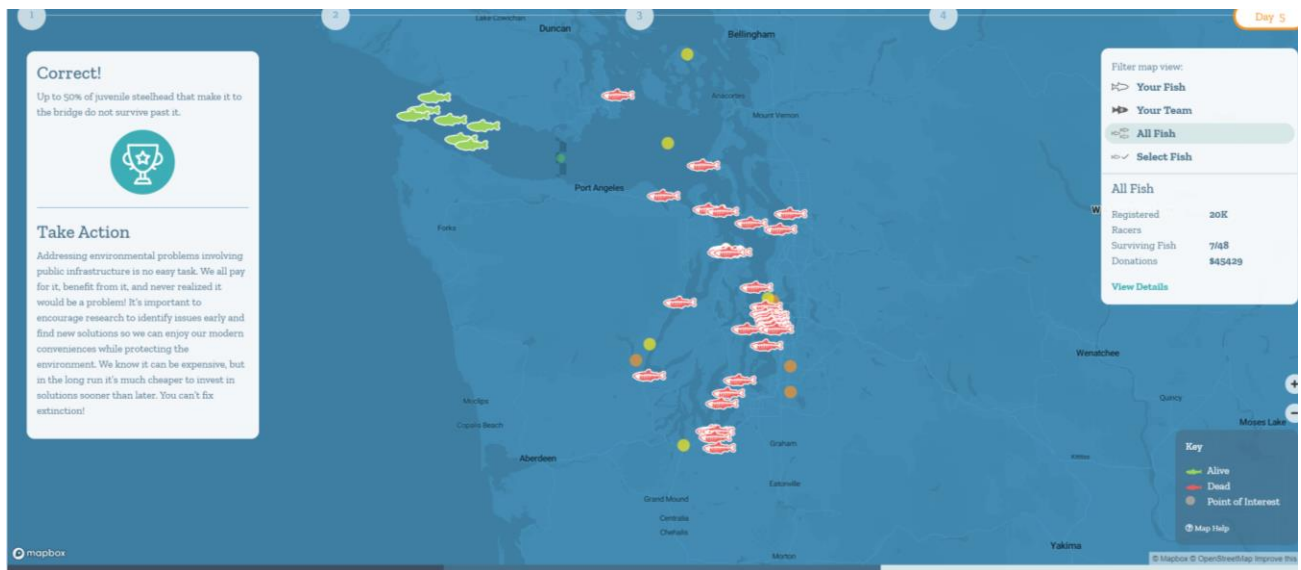 1
2
3
4
Day 5
Lake Cowichan
Duncan
Bellingham
Correct!
Up to 50% of juvenile steelhead that make it to
the bridge do not survive past it.
Take Action
Addressing environmental problems involving
public infrastructure is no easy task. We all pay
for it, benefit from it, and never realized it
would be a problem! It's important to
encourage research to identify issues early and
find new solutions so we can enjoy our modern
conveniences while protecting the
environment. We know it can be expensive, but
in the long run it's much cheaper to invest in
solutions sooner than later. You can't fix
extinction!
Anacortes
Mount Vernon
Port Angeles
Forks
Moclips
Copalis Beach
Aberdeen
Graham
Eatonville
Grand Mound
Centralia
Chehalis
Morton
Filter map view:
Your Fish
Your Team
All Fish
Select Fish
All Fish
Registered 20K
Racers
Surviving Fish 7/48
Donations $45429
View Details
W
Wenatchee
Quincy
Moses Lake
Yakima
+
−
Key
Alive
Dead
Point of Interest
Map Help
mapbox
© Mapbox © OpenStreetMap Improve this